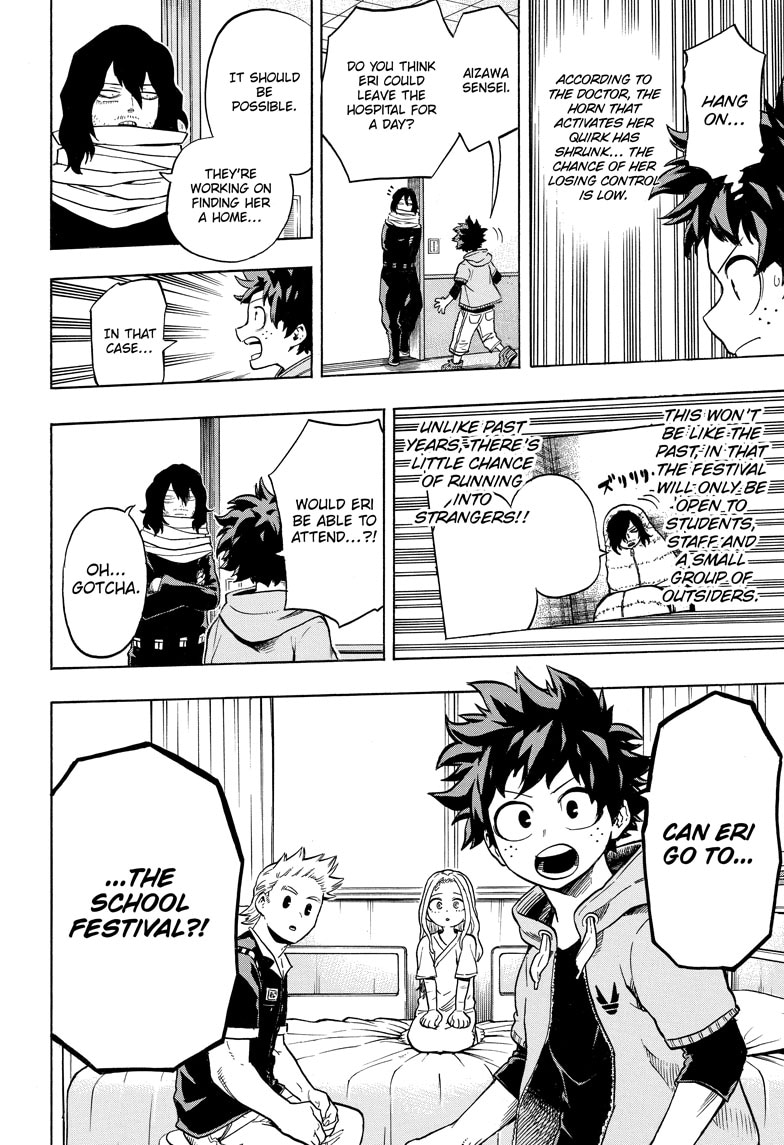 HANG
ON...
ACCORDING TO
THE DOCTOR, THE
HORN THAT
ACTIVATES HER
QUIRK HAS
SHRUNK... THE
CHANCE OF HER
LOSING CONTROL
IS LOW.
AIZAWA
SENSEI.
DO YOU THINK
ERI COULD
LEAVE THE
HOSPITAL FOR
A DAY?
IT SHOULD
BE
POSSIBLE.
THEY'RE
WORKING ON
FINDING HER
A HOME...
IN THAT
CASE...
THIS WON'T
BE LIKE THE
PAST, IN THAT
THE FESTIVAL
WILL ONLY BE
OPEN TO
STUDENTS,
STAFF AND
A SMALL
GROUP OF
OUTSIDERS.
ズリリリ
UNLIKE PAST
YEARS, THERE'S
LITTLE CHANCE
OF RUNNING
INTO
STRANGERS!!
WOULD ERI
BE ABLE TO
ATTEND...?!
OH...
GOTCHA.
CAN ERI
GO TO...
...THE
SCHOOL
FESTIVAL?!